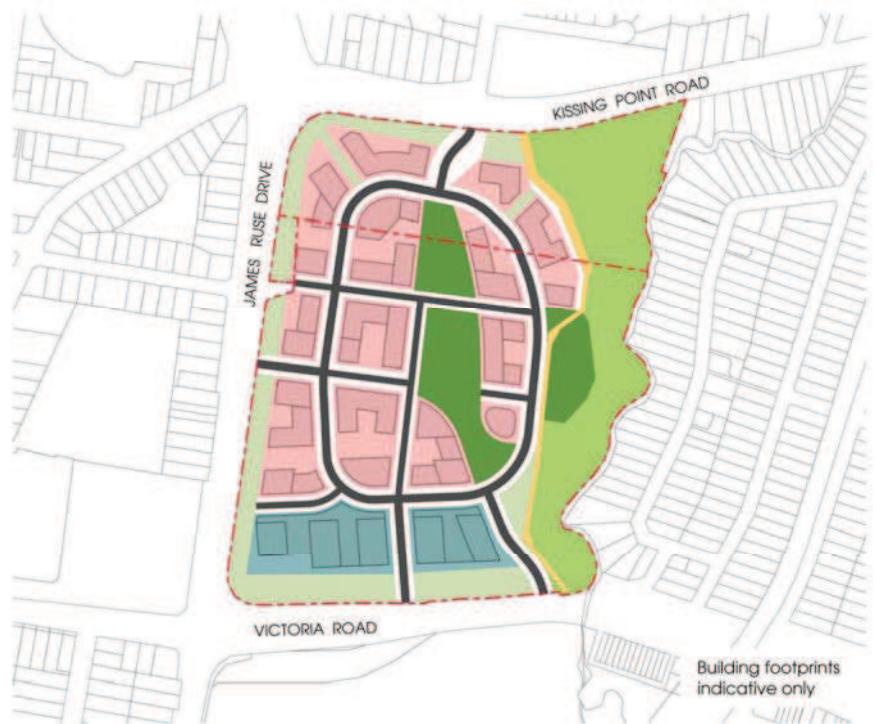 KISSING POINT ROAD
JAMES RUSE DRIVE
VICTORIA ROAD
Building footprints
indicative only